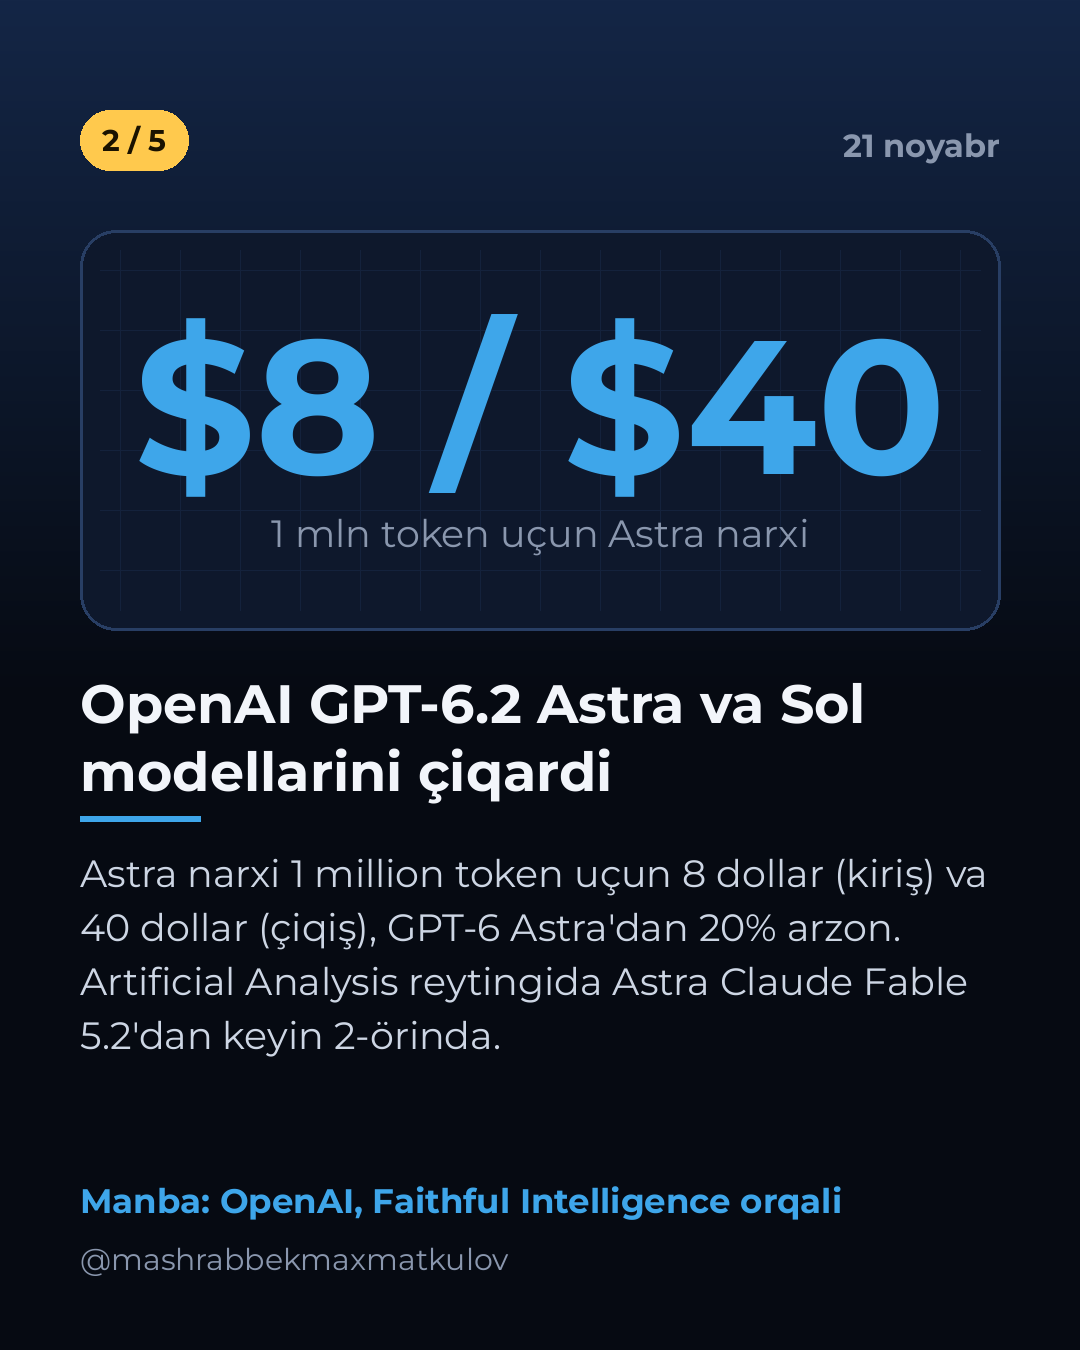 2 / 5
21 noyabr
$8 / $40
1 mln token uçun Astra narxi
OpenAI GPT-6.2 Astra va Sol
modellarini çiqardi
Astra narxi 1 million token uçun 8 dollar (kiriş) va
40 dollar (çiqiş), GPT-6 Astra'dan 20% arzon.
Artificial Analysis reytingida Astra Claude Fable
5.2'dan keyin 2-örinda.
Manba: OpenAI, Faithful Intelligence orqali
@mashrabbekmaxmatkulov